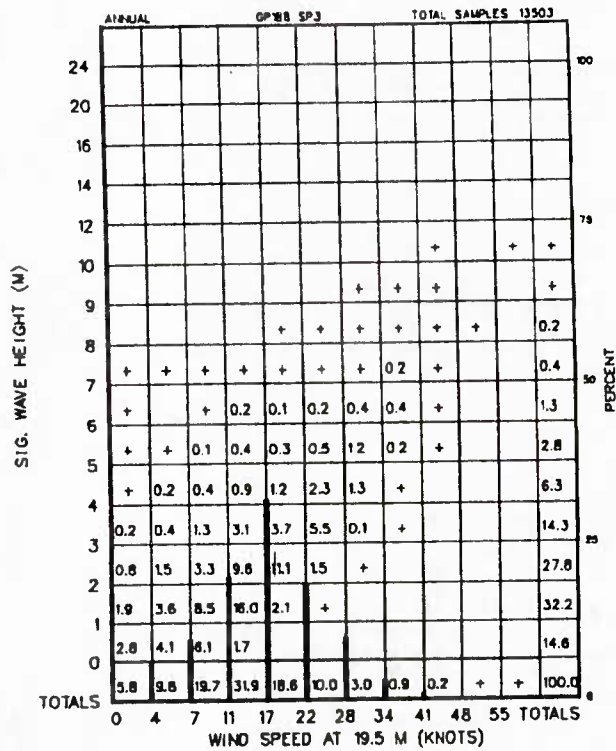 ANNUAL GP188 SP3 TOTAL SAMPLES 13503
24 100
20
16
14
12 75
+ + +
10
+ + + +
9
+ + + + + + 0.2
8
+ + + + + + + 0.2 + 0.4
7 50
+ + 0.2 0.1 0.2 0.4 0.4 + 1.3
6
+ + 0.1 0.4 0.3 0.5 1.2 0.2 + 2.8
5
+ 0.2 0.4 0.9 1.2 2.3 1.3 + 6.3
4
0.2 0.4 1.3 3.1 3.7 5.5 0.1 + 14.3
3 25
0.8 1.5 3.3 9.8 11.1 1.5 + 27.8
2
1.9 3.6 8.5 16.0 2.1 + 32.2
1
2.8 4.1 6.1 1.7 14.6
0
5.8 9.8 19.7 31.9 18.6 10.0 3.0 0.9 0.2 + + 100.0
TOTALS 0
0 4 7 11 17 22 28 34 41 48 55 TOTALS
WIND SPEED AT 19.5 M (KNOTS)
SIG. WAVE HEIGHT (M)
PERCENT